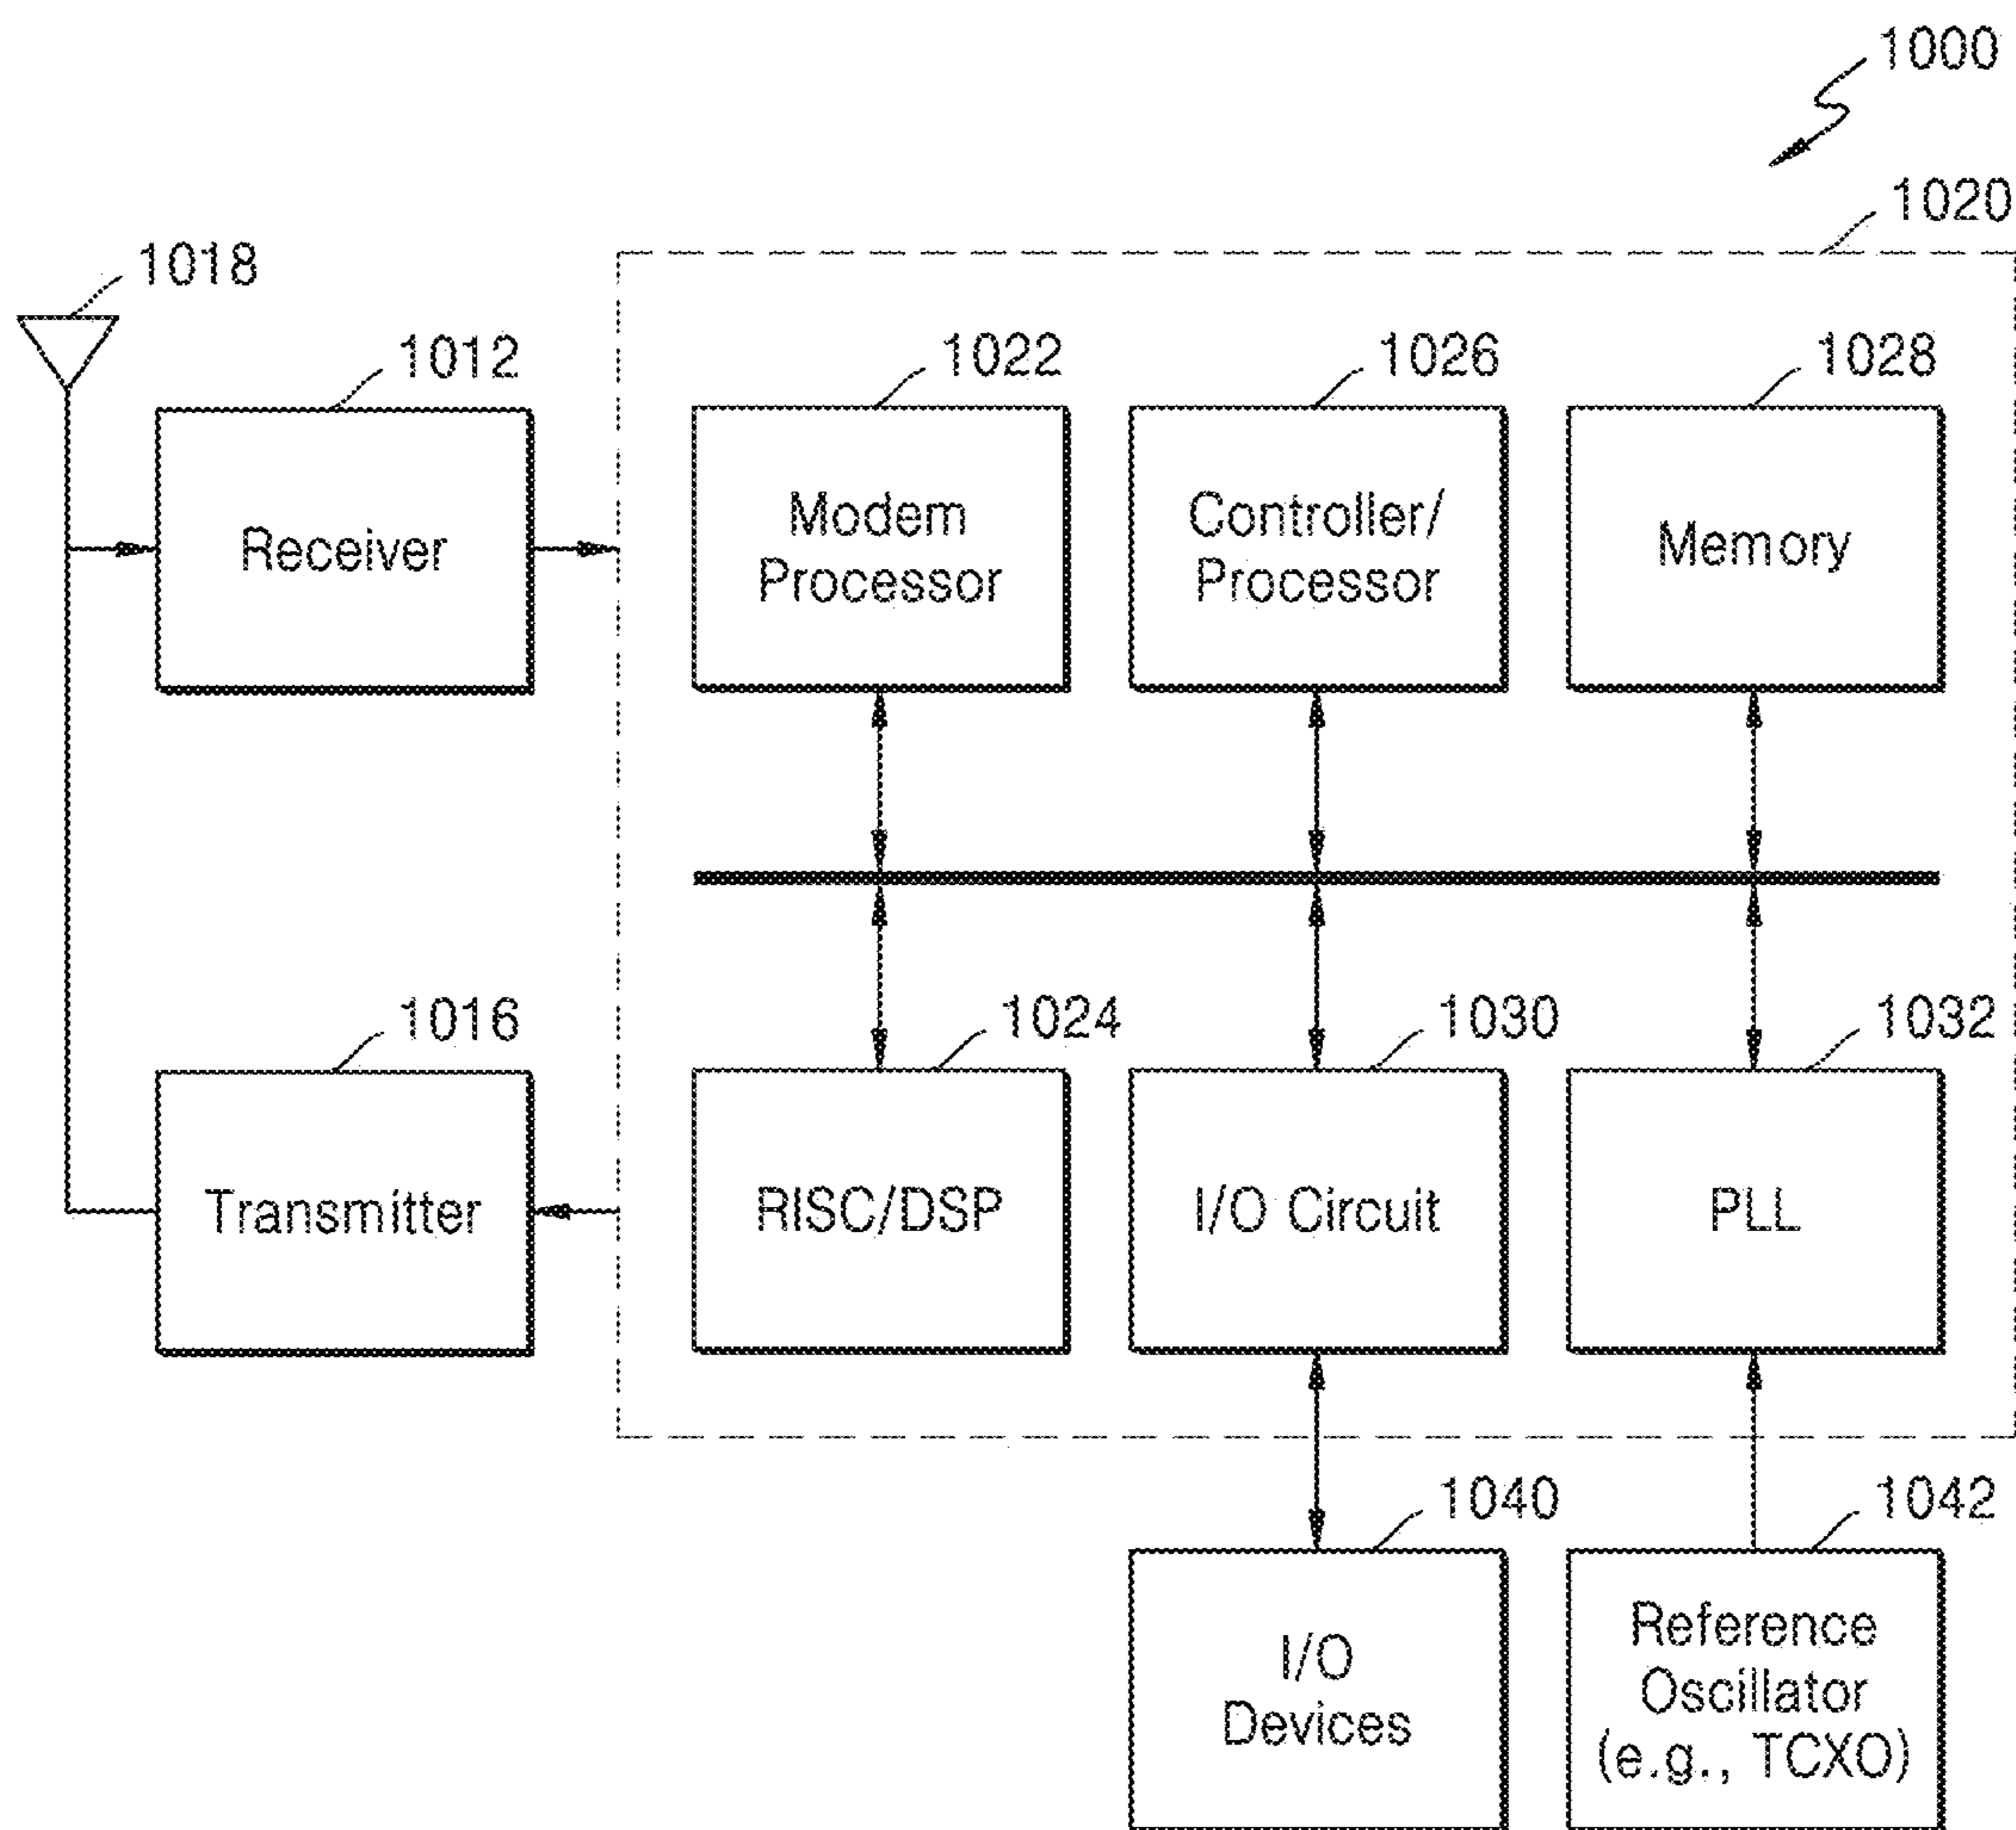 1000
1020
1018
1012
1022
1026
1028
Receiver
Modem
Processor
Controller/
Processor
Memory
1016
1024
1030
1032
Transmitter
RISC/DSP
I/O Circuit
PLL
1040
1042
I/O
Devices
Reference
Oscillator
(e.g., TCXO)